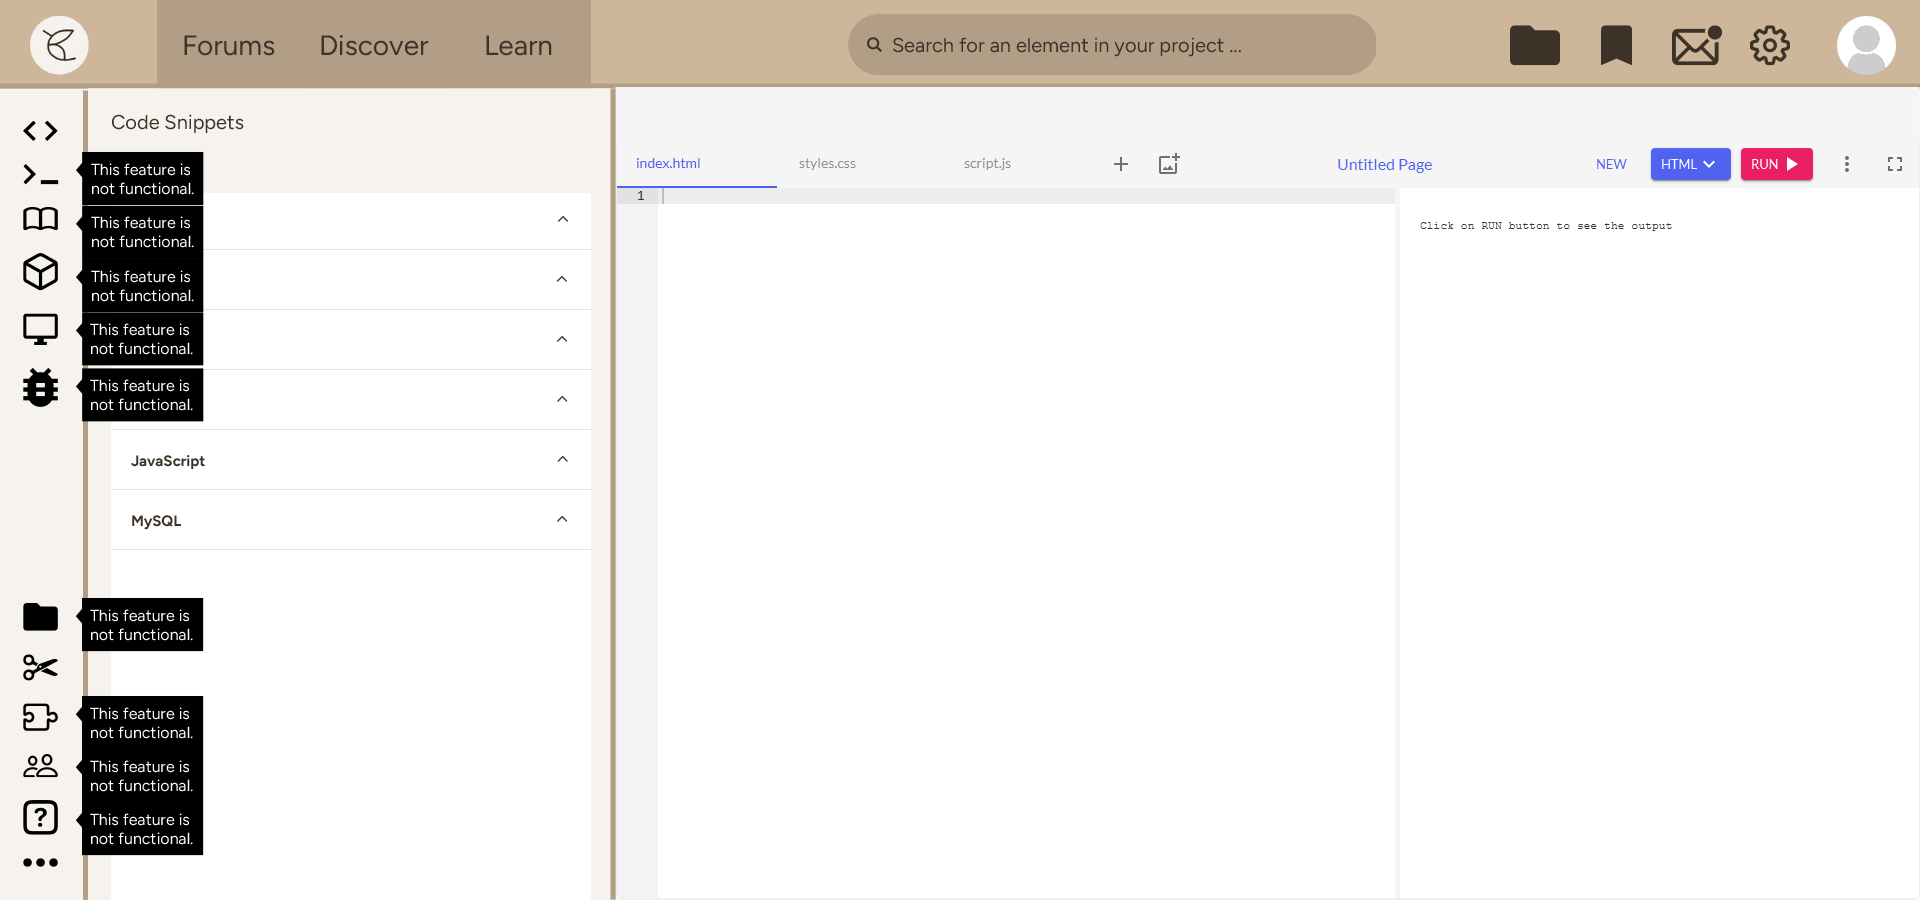 Forums Discover Learn
Search for an element in your project ...
Code Snippets
This feature is
not functional.
This feature is
not functional.
This feature is
not functional.
This feature is
not functional.
This feature is
not functional.
JavaScript
MySQL
This feature is
not functional.
This feature is
not functional.
This feature is
not functional.
?
This feature is
not functional.
index.html styles.css script.js
Untitled Page NEW HTML RUN
1
Click on RUN button to see the output